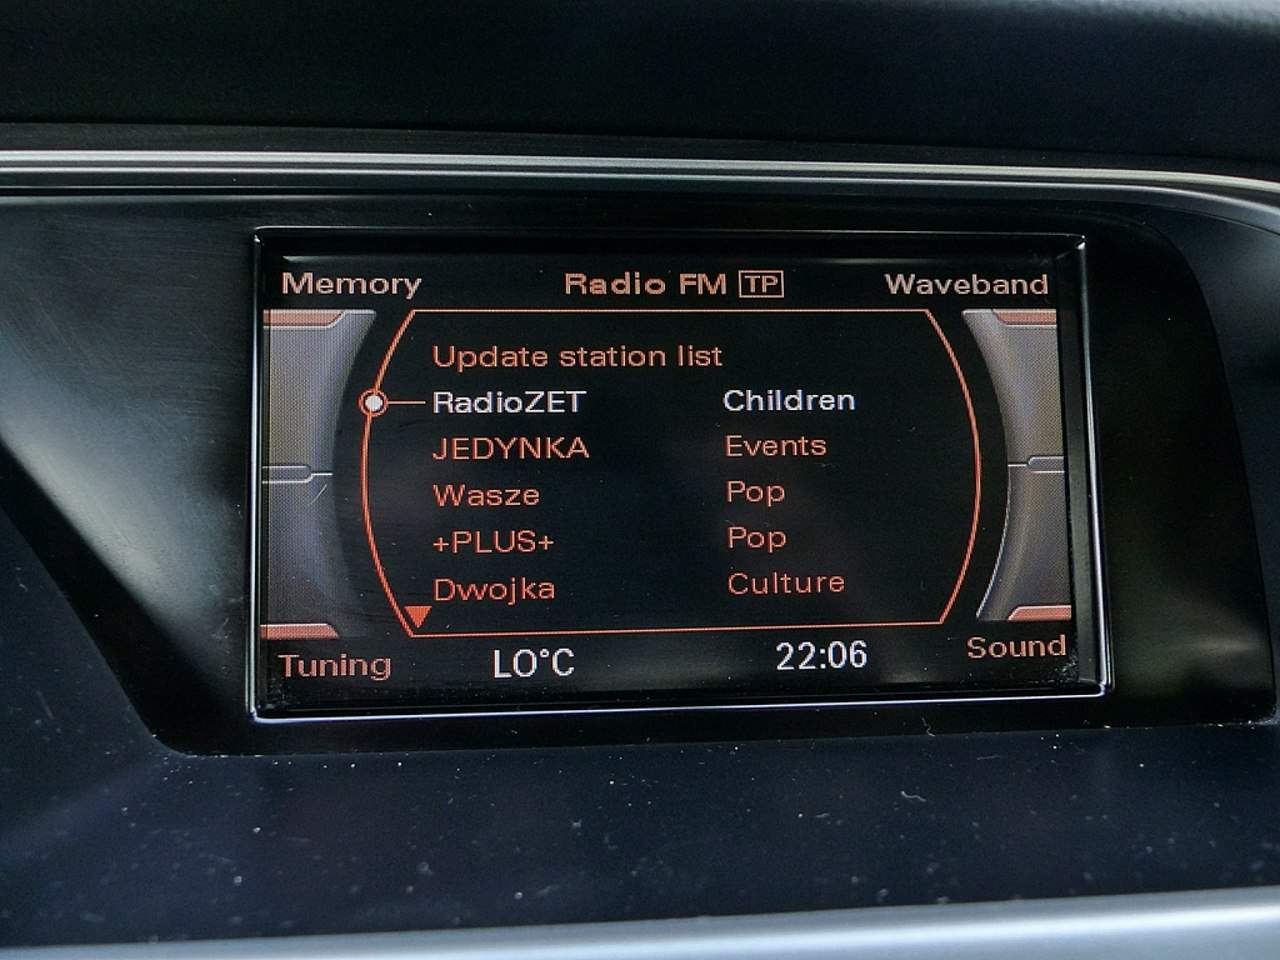 Memory Radio FM TP Waveband
Update station list
RadioZET Children
JEDYNKA Events
Wasze Pop
+PLUS+ Pop
Dwojka Culture
Tuning LO°C 22:06 Sound